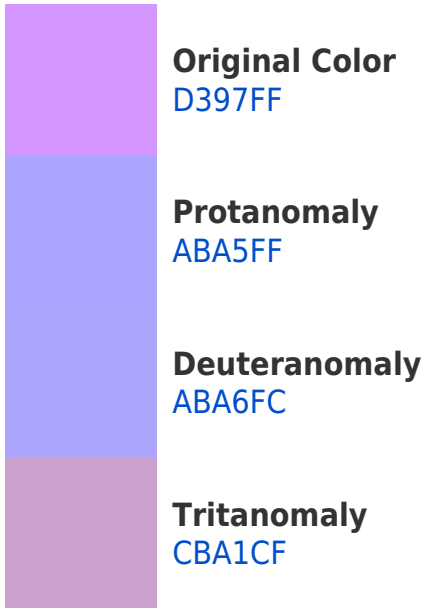 Original Color
D397FF
Protanomaly
ABA5FF
Deuteranomaly
ABA6FC
Tritanomaly
CBA1CF